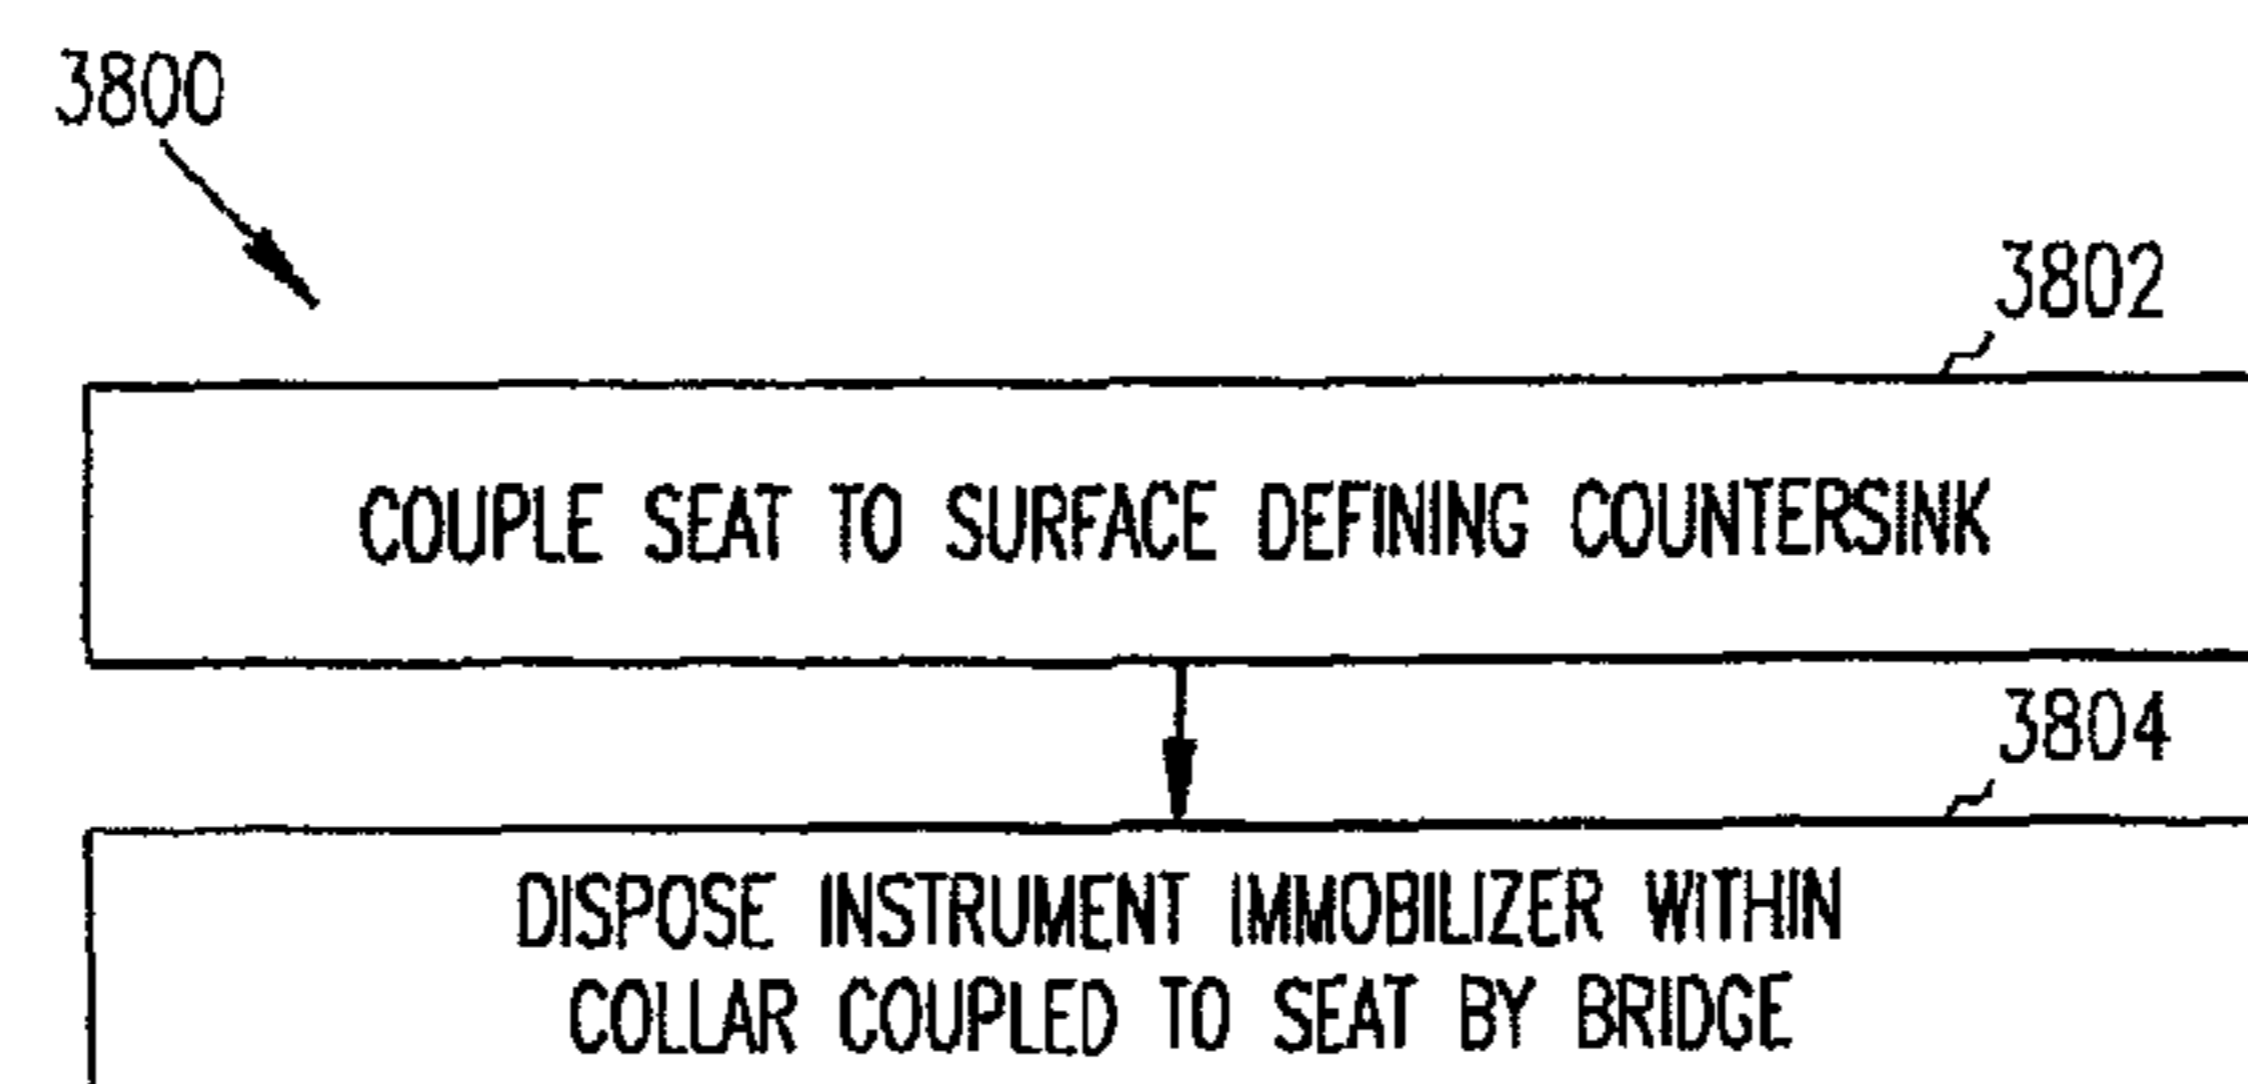 3800
3802
COUPLE SEAT TO SURFACE DEFINING COUNTERSINK
3804
DISPOSE INSTRUMENT IMMOBILIZER WITHIN
COLLAR COUPLED TO SEAT BY BRIDGE